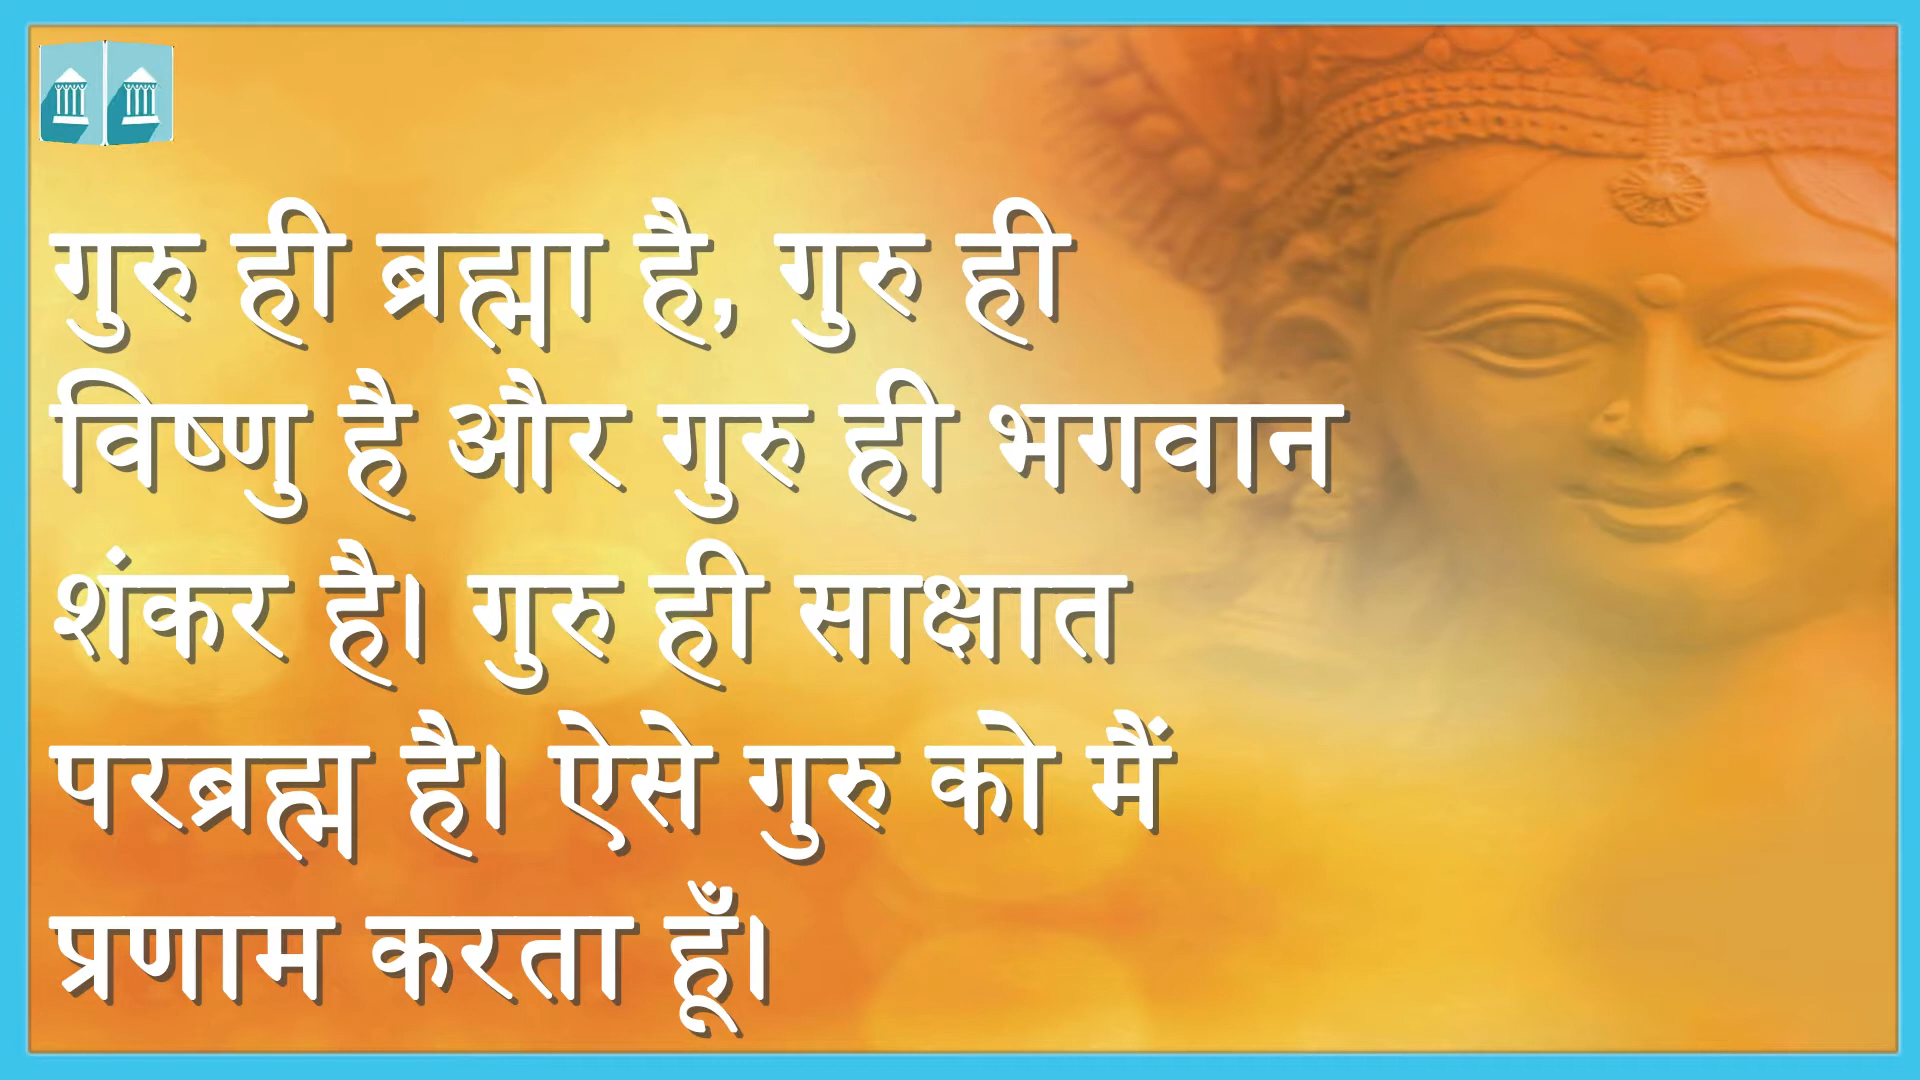 गुरु ही ब्रह्मा है, गुरु ही
विष्णु है और गुरु ही भगवान
शंकर है। गुरु ही साक्षात
परब्रह्म है। ऐसे गुरु को मैं
प्रणाम करता हूँ।